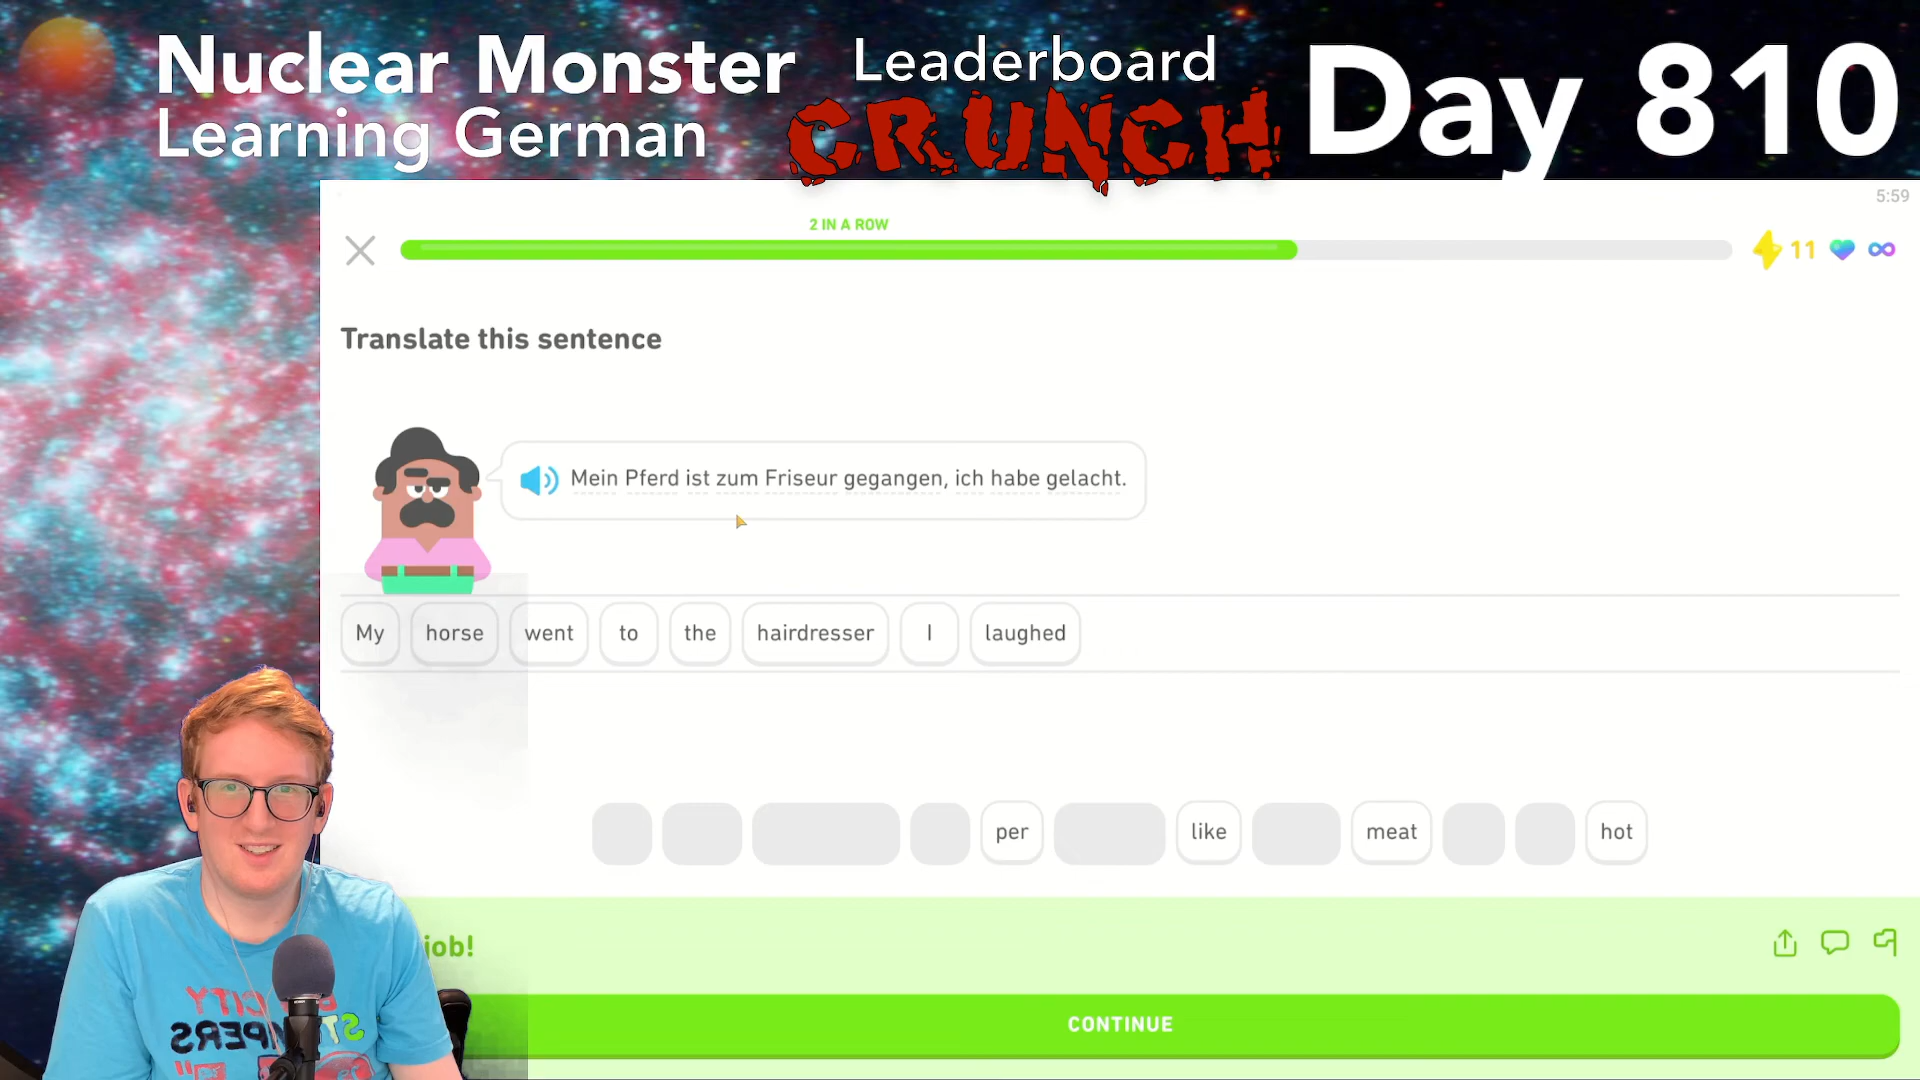 Nuclear Monster
Learning German
Leaderboard
CRUNCH
Day 810
5:59
2 IN A ROW
11
Translate this sentence
Mein Pferd ist zum Friseur gegangen, ich habe gelacht.
My horse went to the hairdresser I laughed
per like meat hot
job!
CONTINUE
CITY